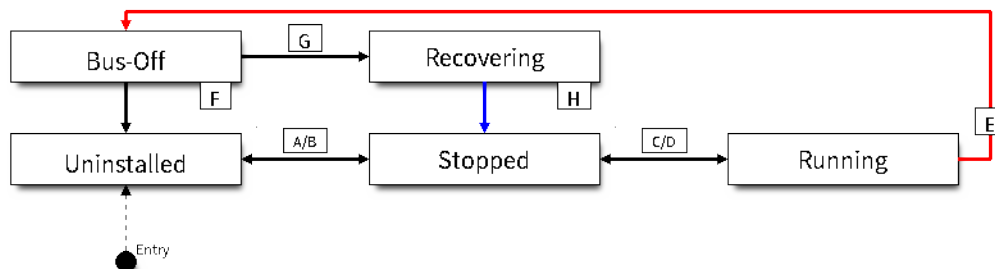 E
G
Bus-Off
Recovering
F
H
A/B
C/D
Uninstalled
Stopped
Running
Entry